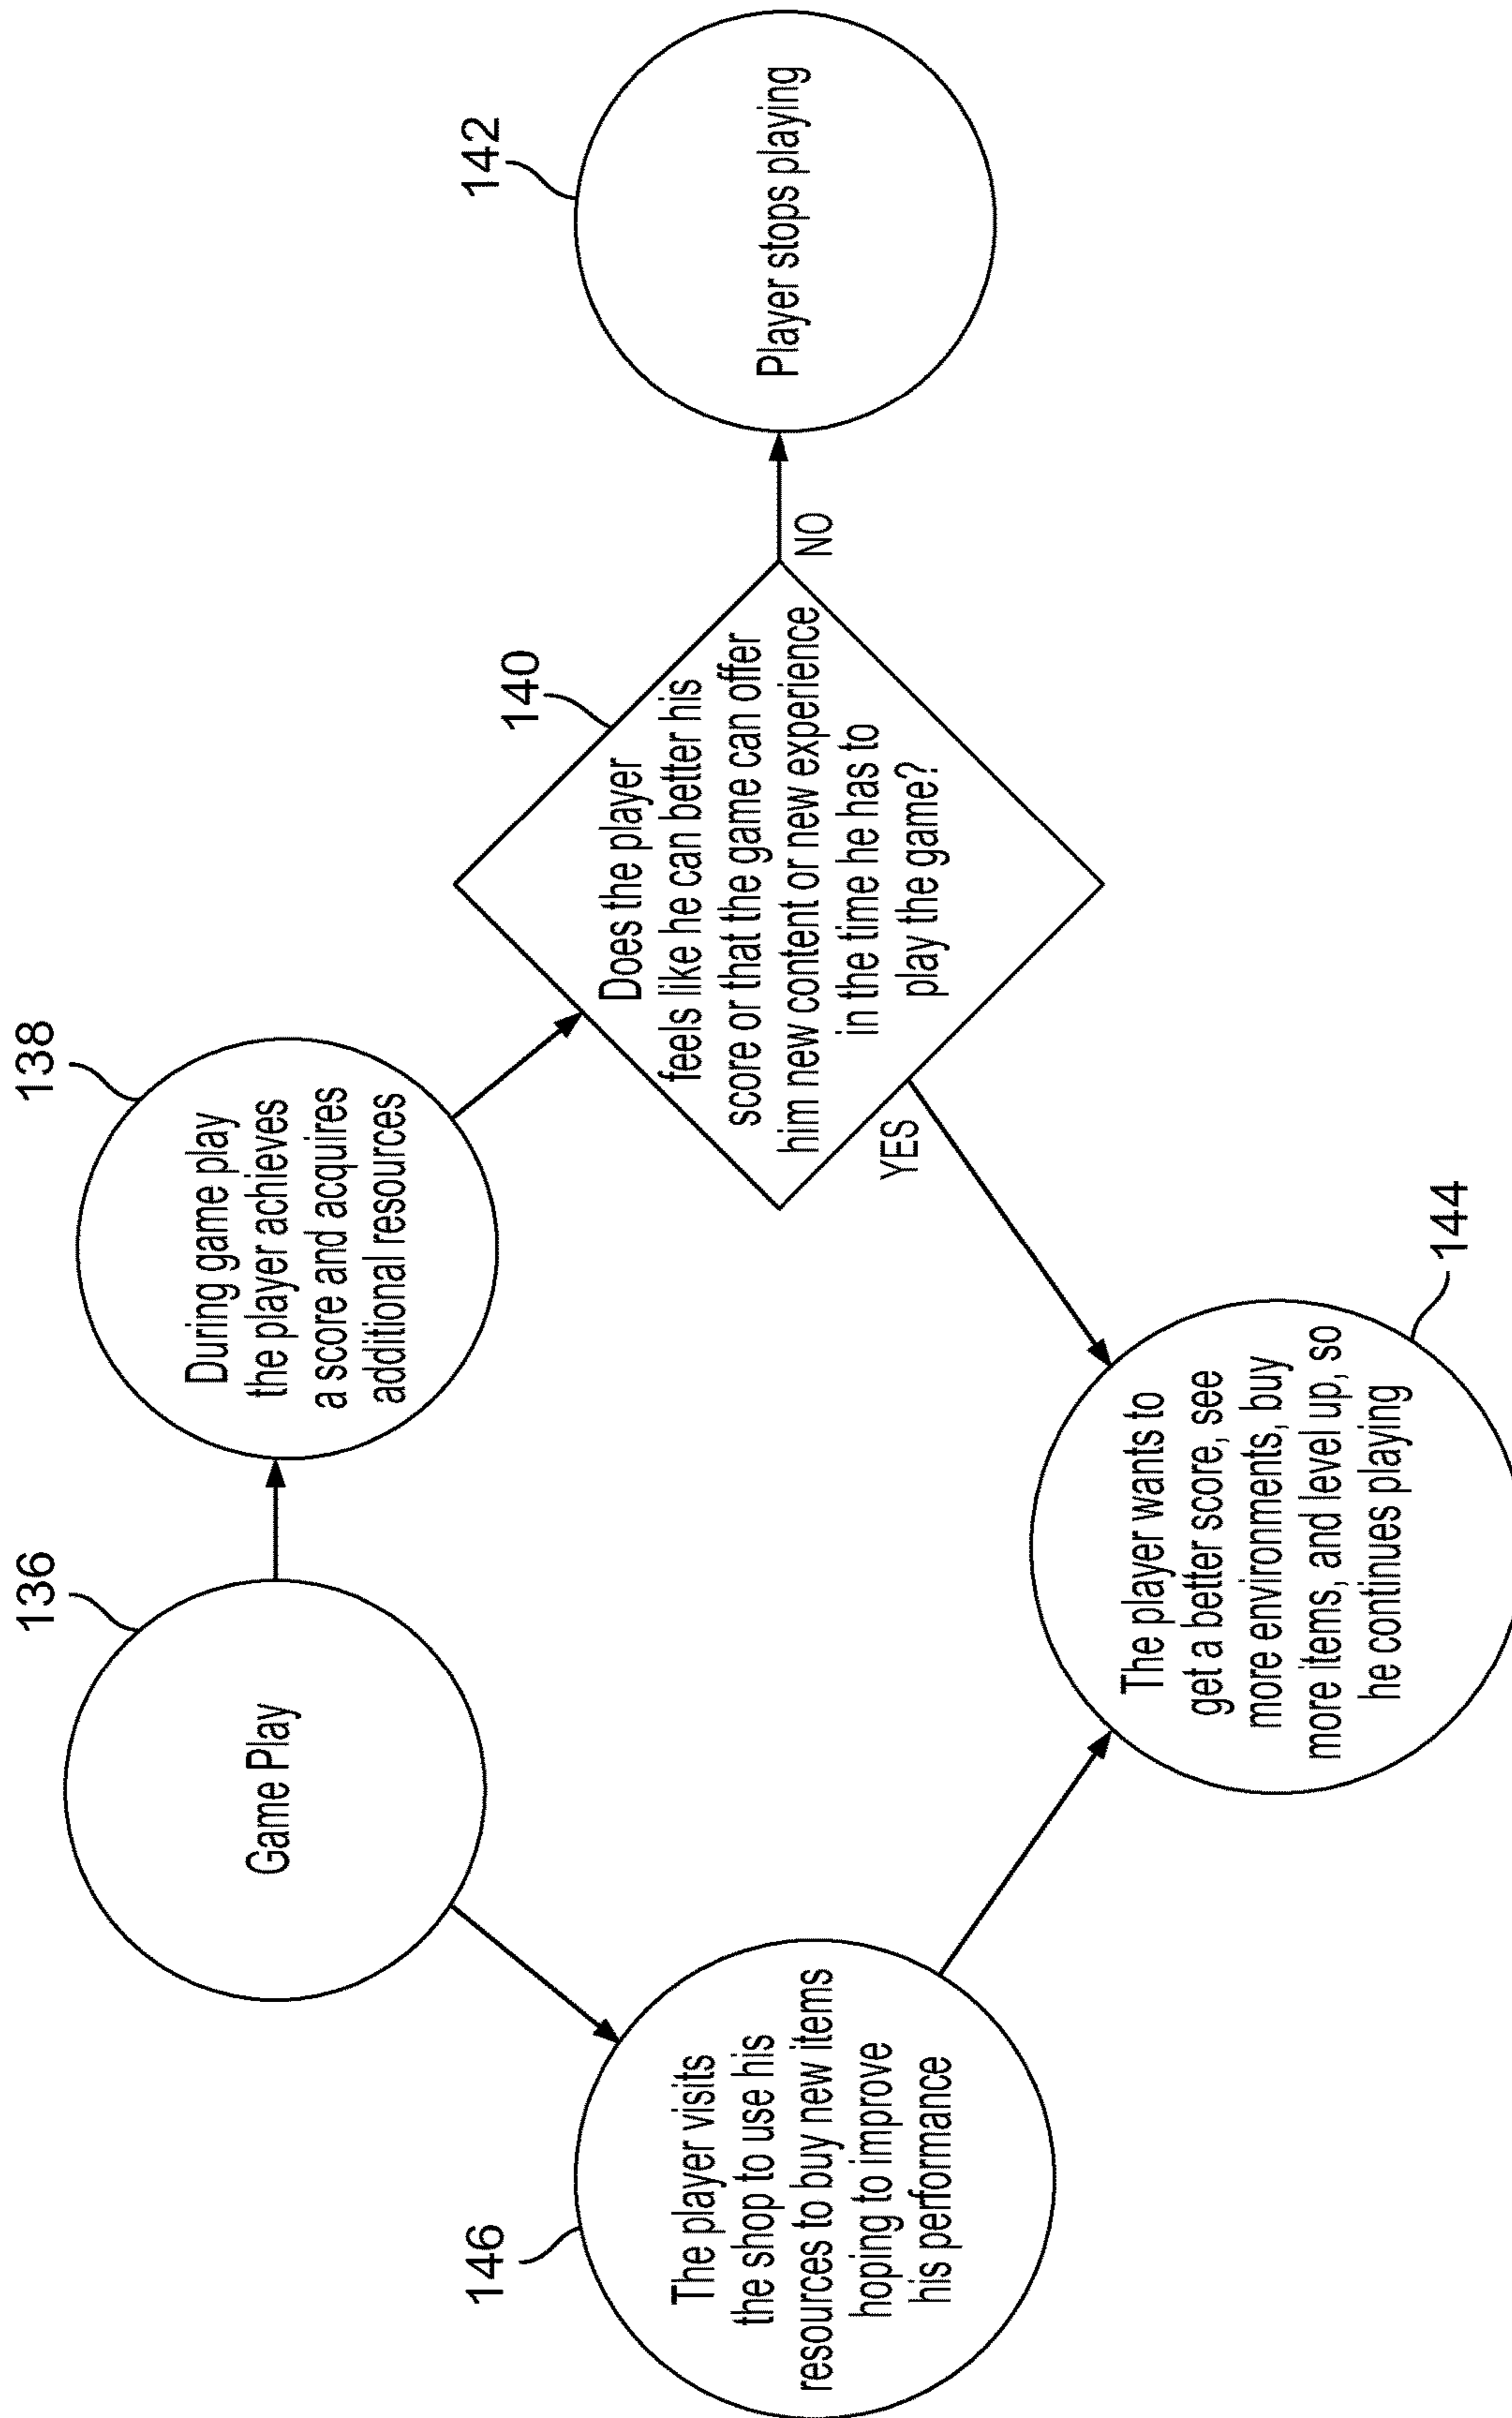 136
Game Play
138
During game play
the player achieves
a score and acquires
additional resources
140
Does the player
feels like he can better his
score or that the game can offer
him new content or new experience
in the time he has to
play the game?
NO
142
Player stops playing
YES
144
The player wants to
get a better score, see
more environments, buy
more items, and level up, so
he continues playing
146
The player visits
the shop to use his
resources to buy new items
hoping to improve
his performance